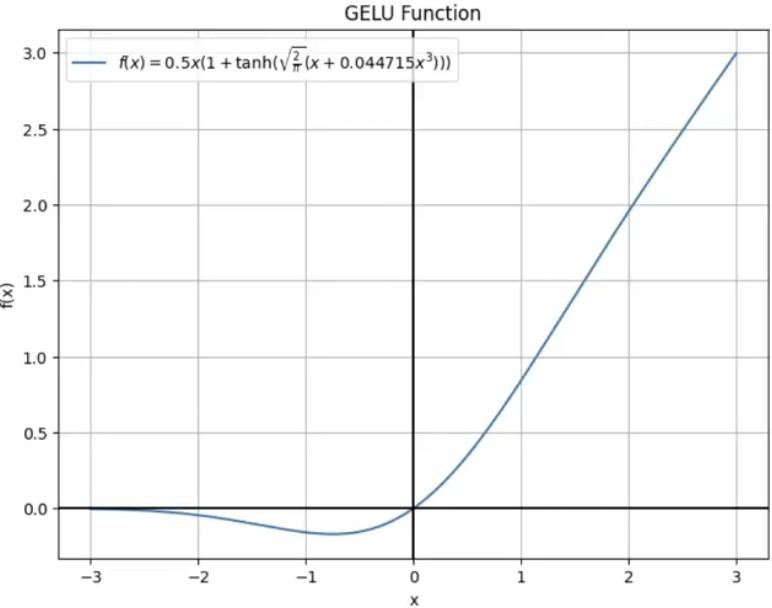 GELU Function
f(x) = 0.5x(1 + tanh(√(2/π)(x + 0.044715x³)))
3.0
2.5
2.0
1.5
1.0
0.5
0.0
f(x)
−3 −2 −1 0 1 2 3
x